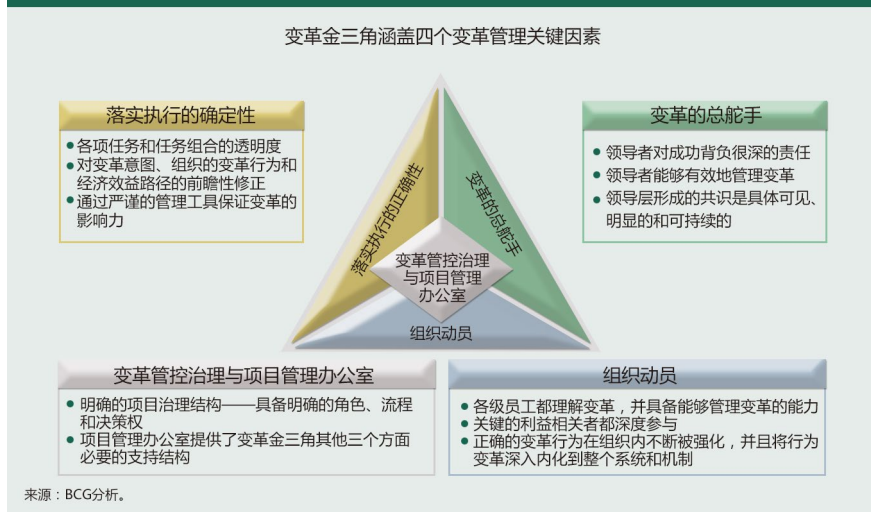 变革金三角涵盖四个变革管理关键因素
落实执行的确定性
• 各项任务和任务组合的透明度
• 对变革意图、组织的变革行为和
经济效益路径的前瞻性修正
• 通过严谨的管理工具保证变革的
影响力
变革的总舵手
• 领导者对成功背负很深的责任
• 领导者能够有效地管理变革
• 领导层形成的共识是具体可见、
明显的和可持续的
落实执行的正确性
变革的总舵手
变革管控治理
与项目管理
办公室
组织动员
变革管控治理与项目管理办公室
• 明确的项目治理结构——具备明确的角色、流程
和决策权
• 项目管理办公室提供了变革金三角其他三个方面
必要的支持结构
组织动员
• 各级员工都理解变革，并具备能够管理变革的能力
• 关键的利益相关者都深度参与
• 正确的变革行为在组织内不断被强化，并且将行为
变革深入内化到整个系统和机制
来源：BCG分析。